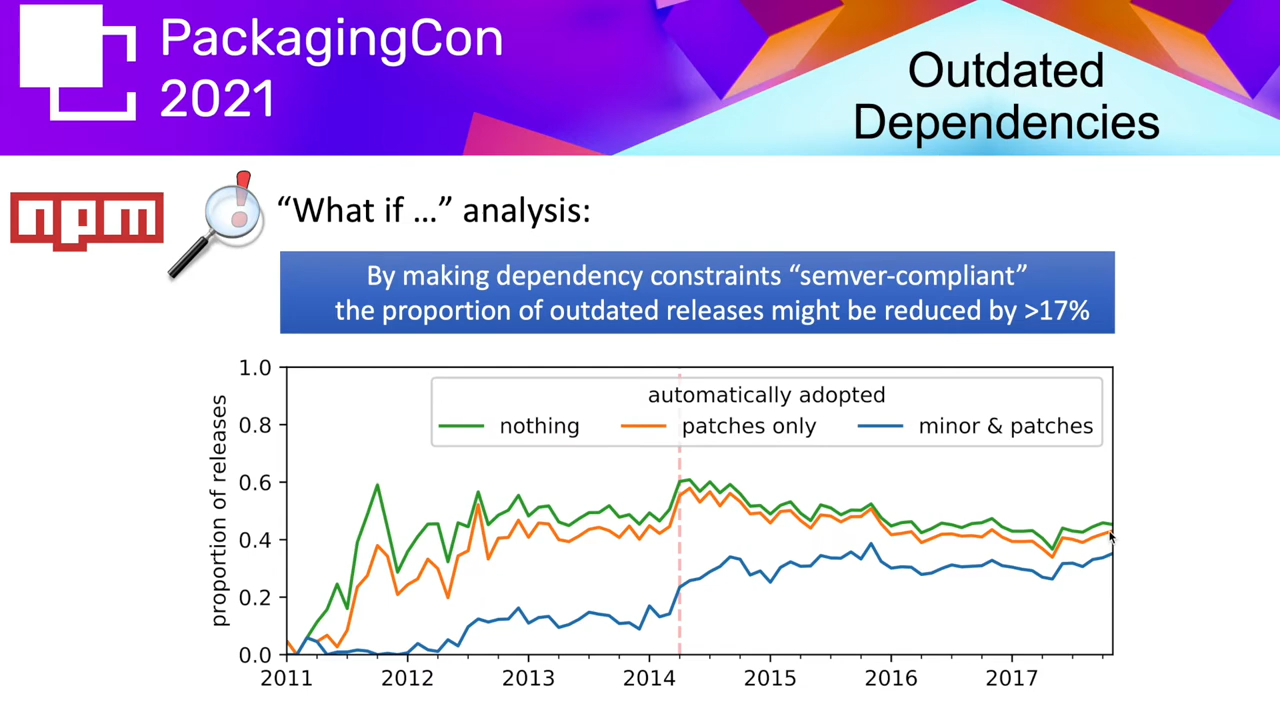 PackagingCon
2021
Outdated
Dependencies
npm
“What if …” analysis:
By making dependency constraints “semver-compliant”
the proportion of outdated releases might be reduced by >17%
proportion of releases
1.0
0.8
0.6
0.4
0.2
0.0
automatically adopted
nothing patches only minor & patches
2011 2012 2013 2014 2015 2016 2017